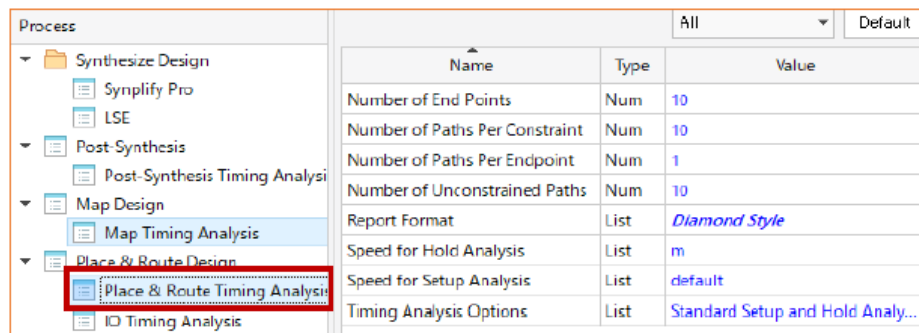 Process
All
Default
Synthesize Design
Synplify Pro
LSE
Post-Synthesis
Post-Synthesis Timing Analysi
Map Design
Map Timing Analysis
Place & Route Design
Place & Route Timing Analysis
IO Timing Analysis
Name Type Value
Number of End Points Num 10
Number of Paths Per Constraint Num 10
Number of Paths Per Endpoint Num 1
Number of Unconstrained Paths Num 10
Report Format List Diamond Style
Speed for Hold Analysis List m
Speed for Setup Analysis List default
Timing Analysis Options List Standard Setup and Hold Analy...